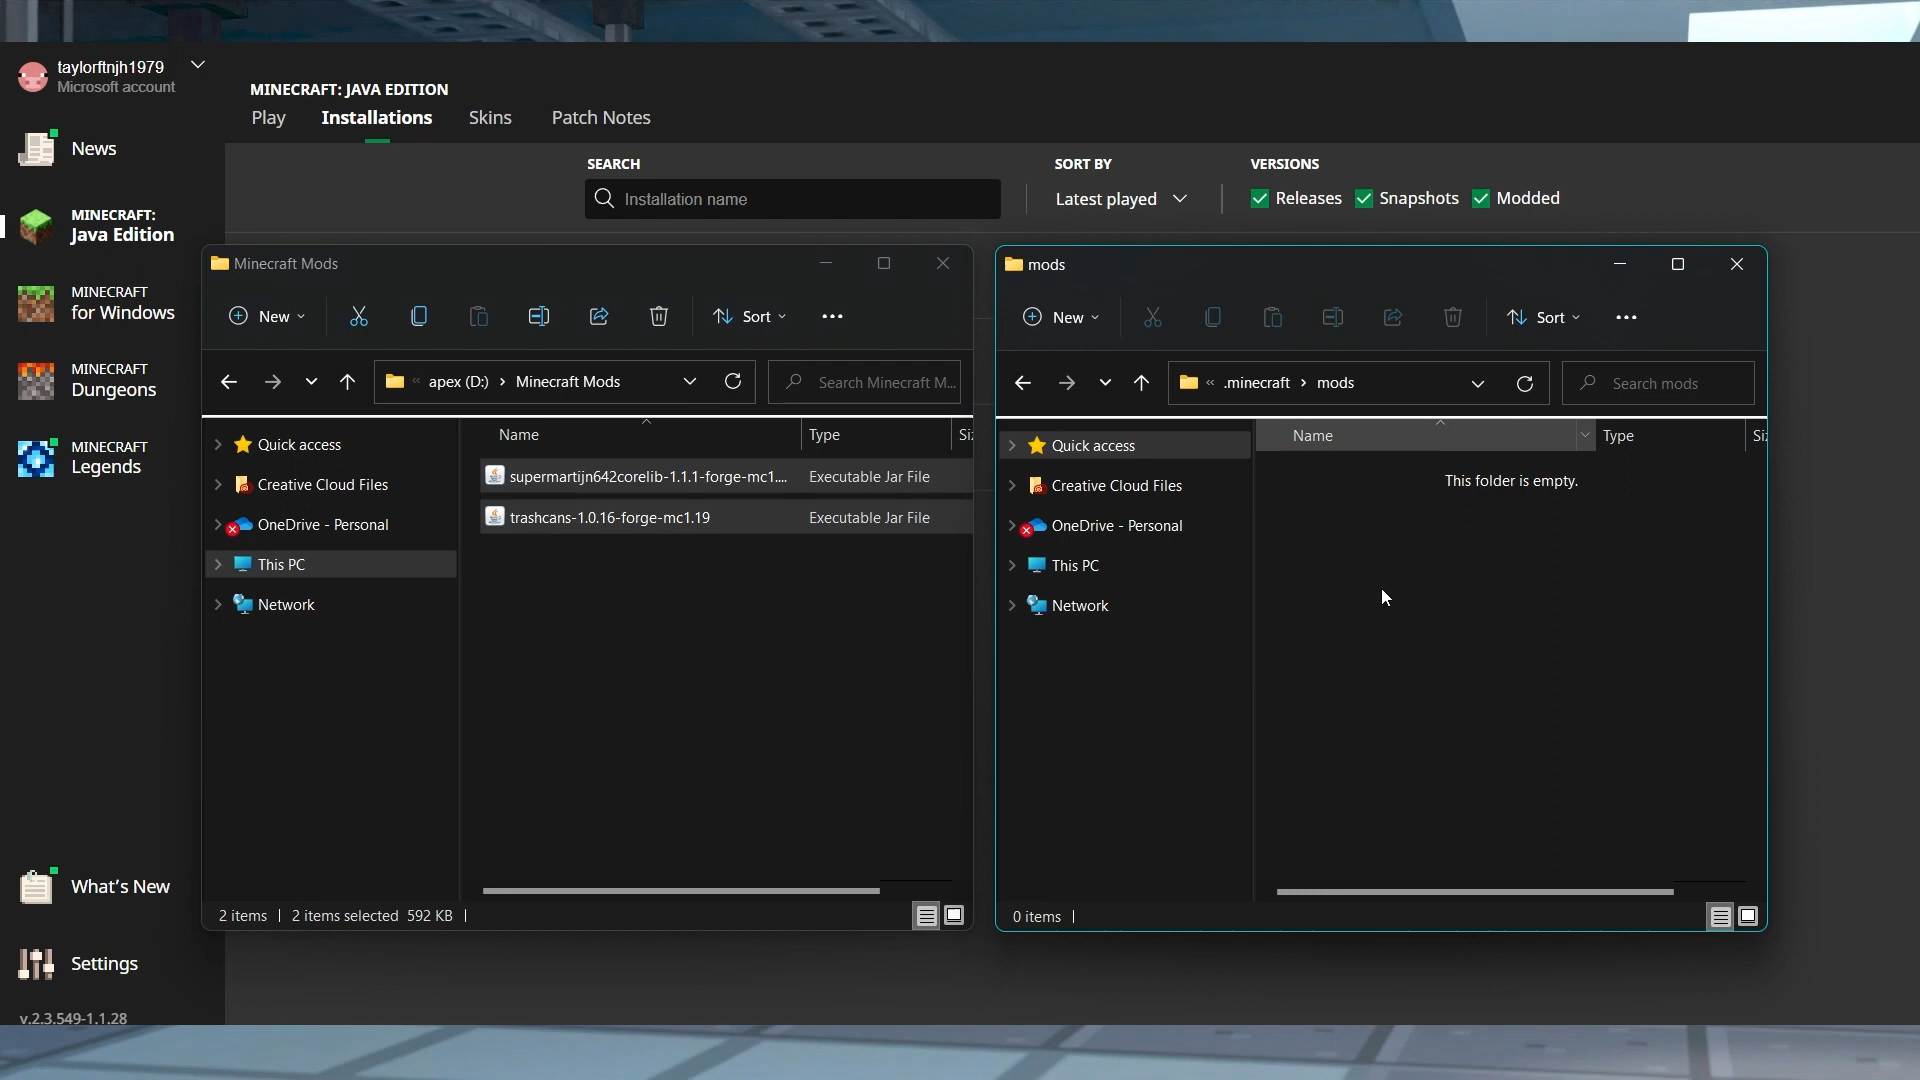 taylorftnjh1979
Microsoft account
News
MINECRAFT:
Java Edition
MINECRAFT
for Windows
MINECRAFT
Dungeons
MINECRAFT
Legends
What's New
Settings
v.2.3.549-1.1.28
MINECRAFT: JAVA EDITION
Play Installations Skins Patch Notes
SEARCH
Installation name
SORT BY
Latest played
VERSIONS
Releases Snapshots Modded
Minecraft Mods
New Sort
« apex (D:) › Minecraft Mods
Search Minecraft M...
Quick access
Creative Cloud Files
OneDrive - Personal
This PC
Network
Name Type Siz
supermartijn642corelib-1.1.1-forge-mc1.... Executable Jar File
trashcans-1.0.16-forge-mc1.19 Executable Jar File
2 items | 2 items selected 592 KB |
mods
New Sort
« .minecraft › mods
Search mods
Quick access
Creative Cloud Files
OneDrive - Personal
This PC
Network
Name Type Siz
This folder is empty.
0 items |